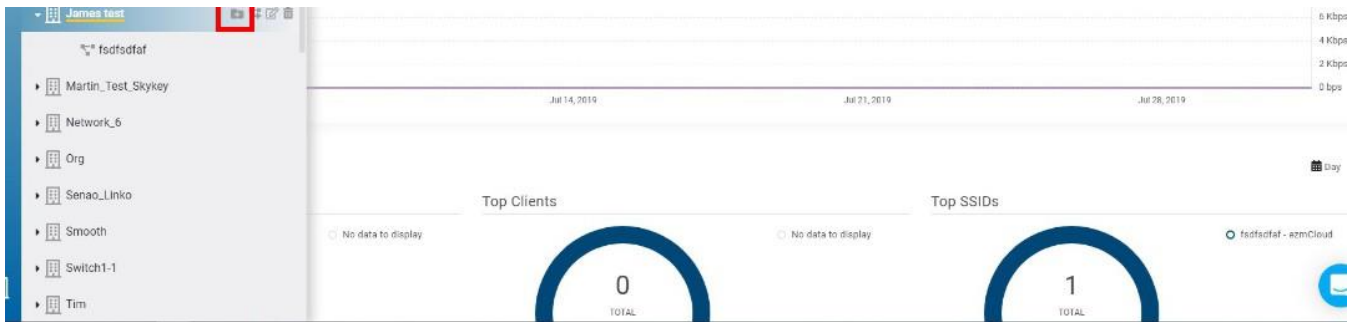 James test
fsdfsdfaf
Martin_Test_Skykey
Network_6
Org
Senao_Linko
Smooth
Switch1-1
Tim
6 Kbps
4 Kbps
2 Kbps
0 bps
Jul 14, 2019
Jul 21, 2019
Jul 28, 2019
Day
Top Clients
Top SSIDs
No data to display
No data to display
fsdfsdfaf - ezmCloud
0
TOTAL
1
TOTAL